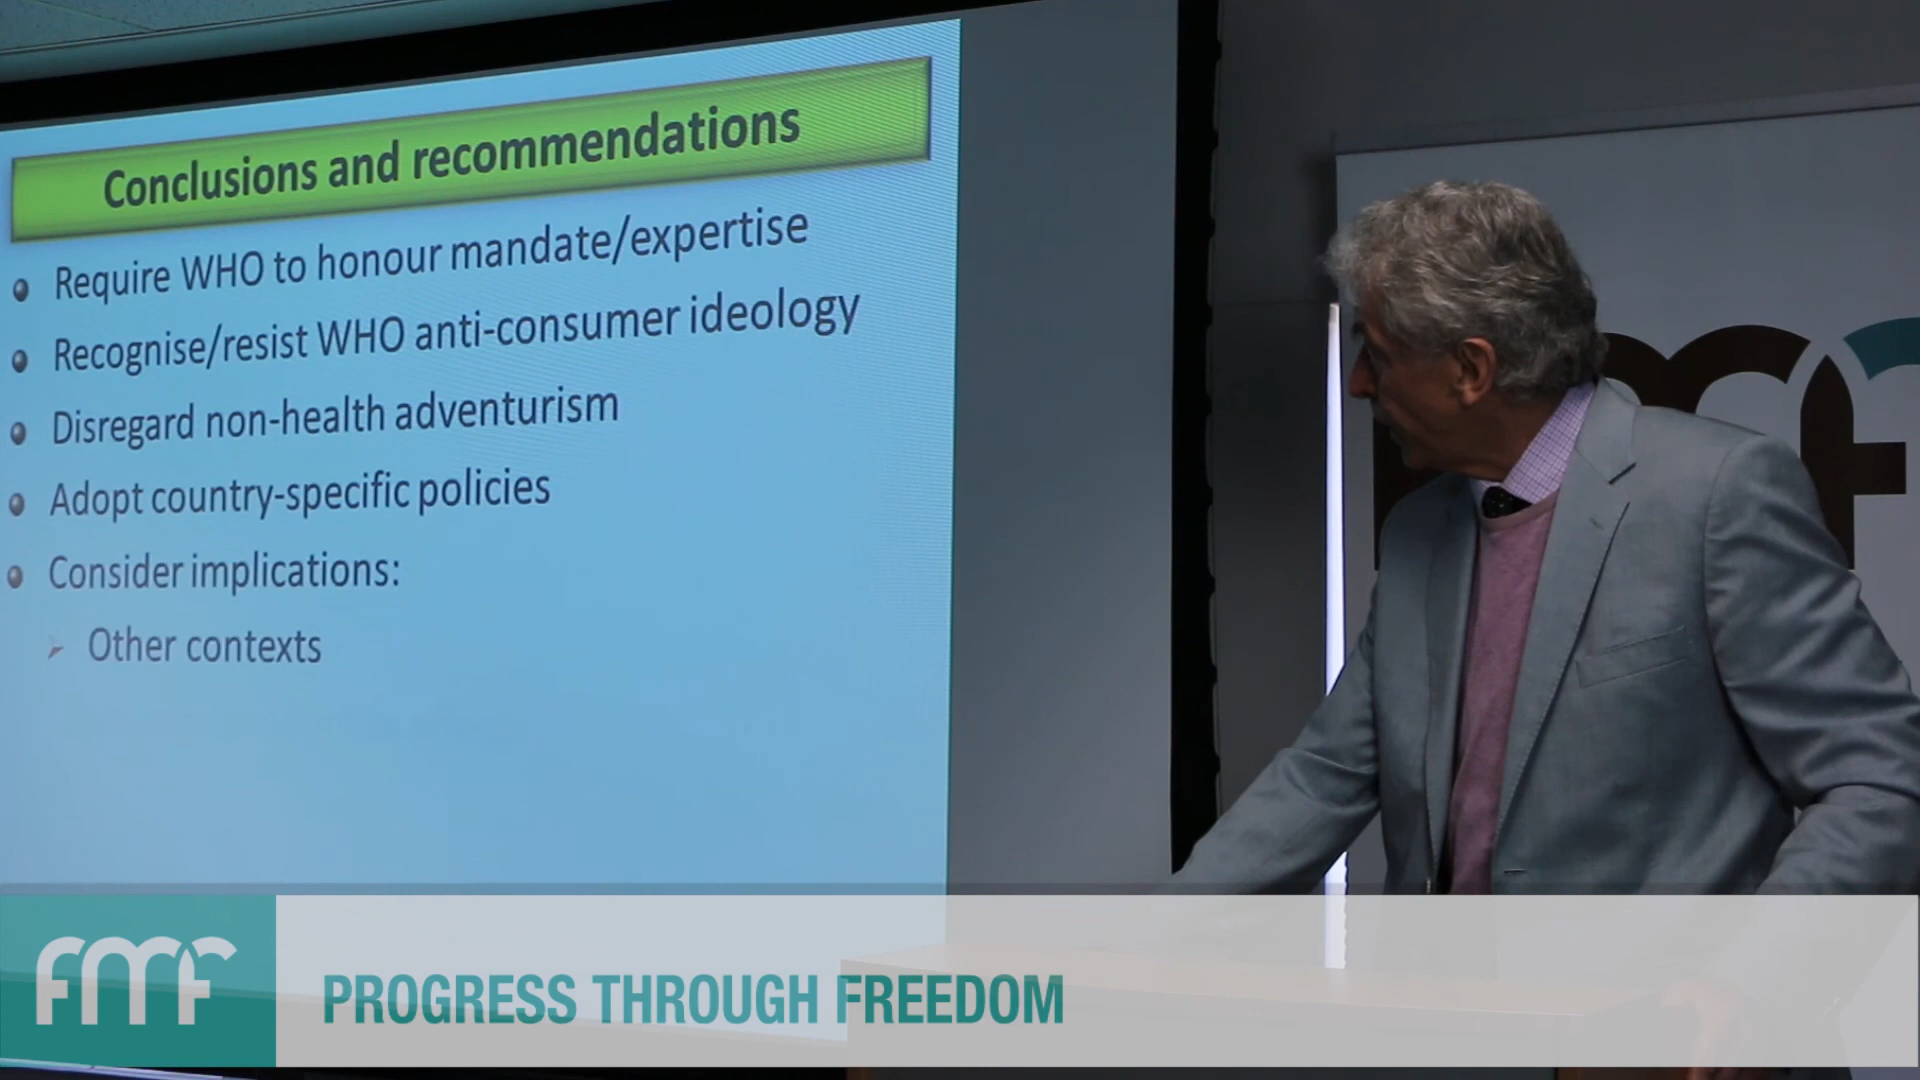 Conclusions and recommendations
Require WHO to honour mandate/expertise
Recognise/resist WHO anti-consumer ideology
Disregard non-health adventurism
Adopt country-specific policies
Consider implications:
Other contexts
mf
FMF
PROGRESS THROUGH FREEDOM